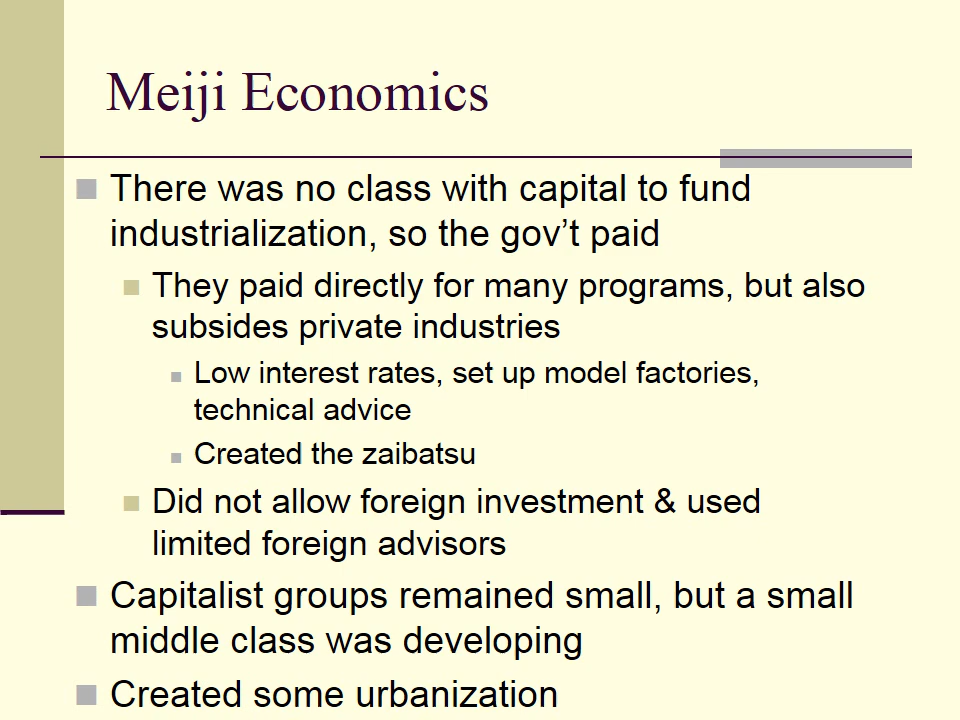 Meiji Economics
There was no class with capital to fund
industrialization, so the gov’t paid
They paid directly for many programs, but also
subsides private industries
Low interest rates, set up model factories,
technical advice
Created the zaibatsu
Did not allow foreign investment & used
limited foreign advisors
Capitalist groups remained small, but a small
middle class was developing
Created some urbanization